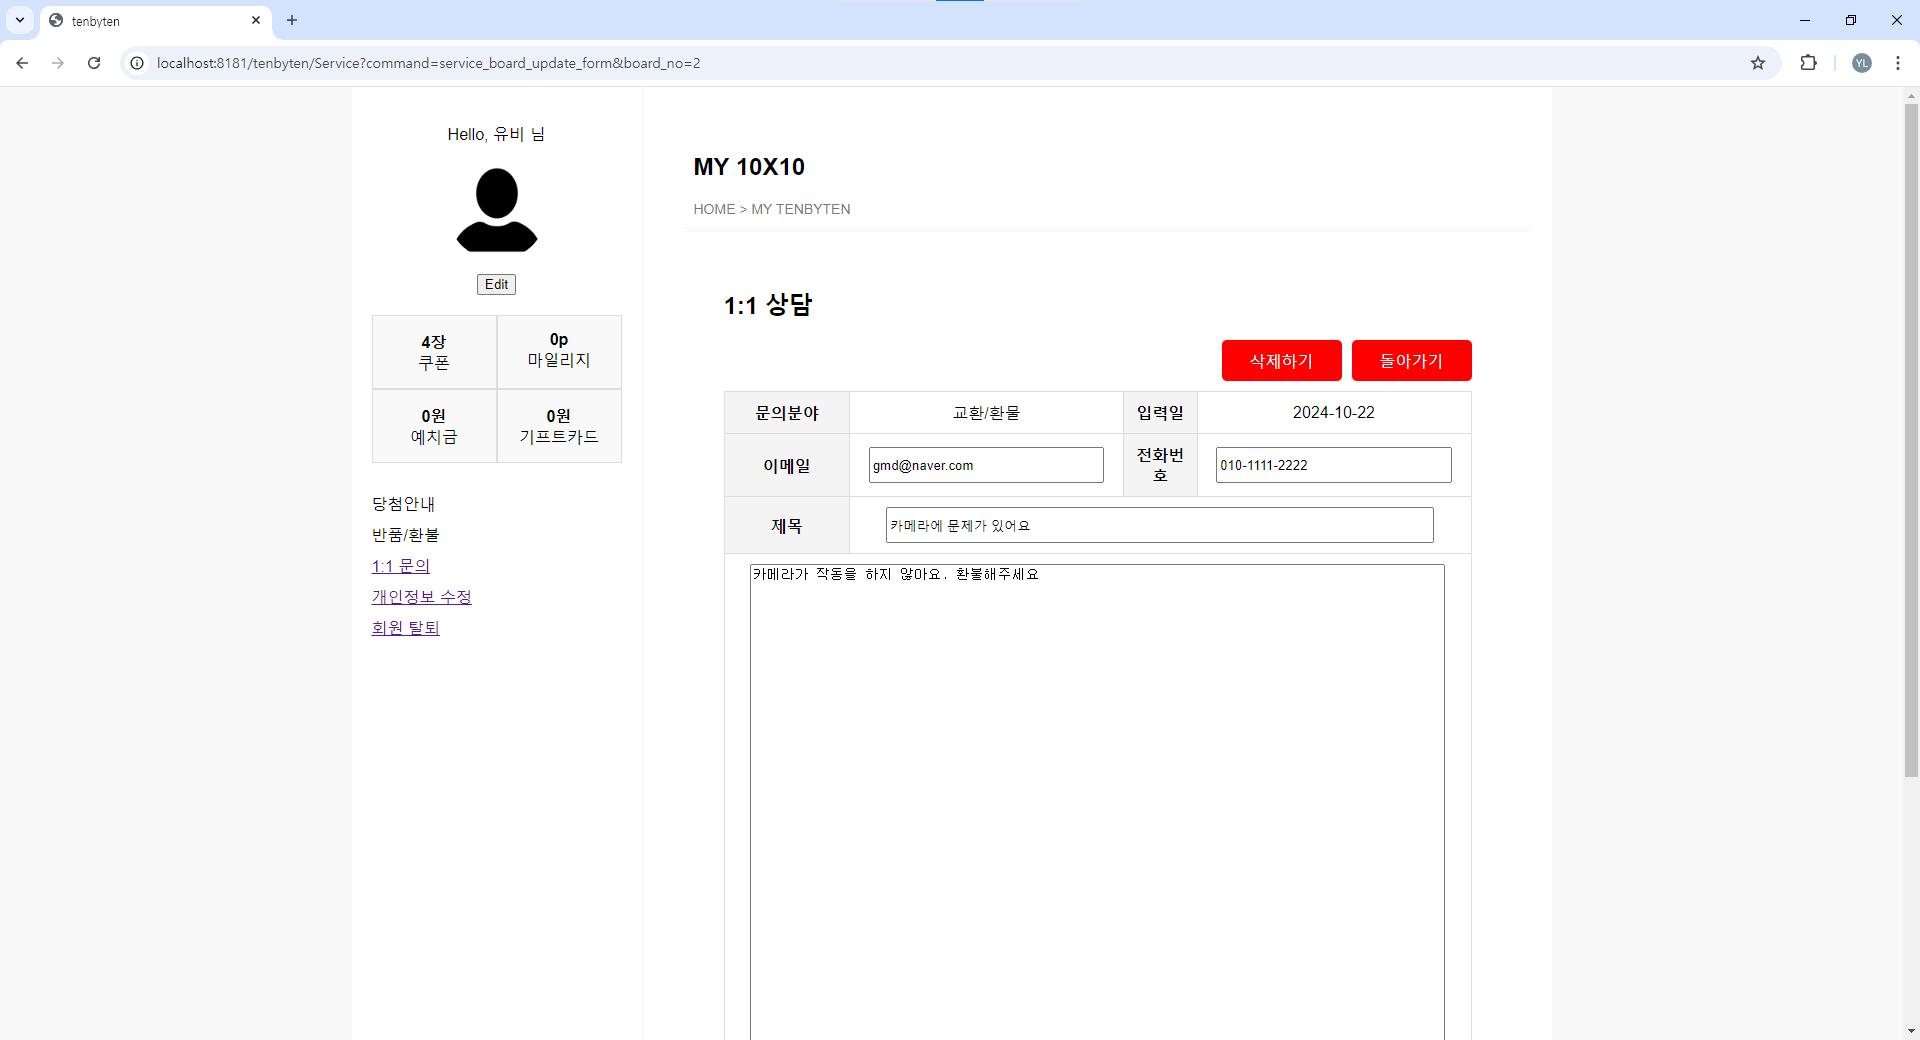 tenbyten
localhost:8181/tenbyten/Service?command=service_board_update_form&board_no=2
YL
Hello, 유비 님
Edit
4장
쿠폰
0p
마일리지
0원
예치금
0원
기프트카드
당첨안내
반품/환불
1:1 문의
개인정보 수정
회원 탈퇴
MY 10X10
HOME > MY TENBYTEN
1:1 상담
삭제하기 돌아가기
문의분야 교환/환물 입력일 2024-10-22
이메일 gmd@naver.com 전화번
호 010-1111-2222
제목 카메라에 문제가 있어요
카메라가 작동을 하지 않아요. 환불해주세요